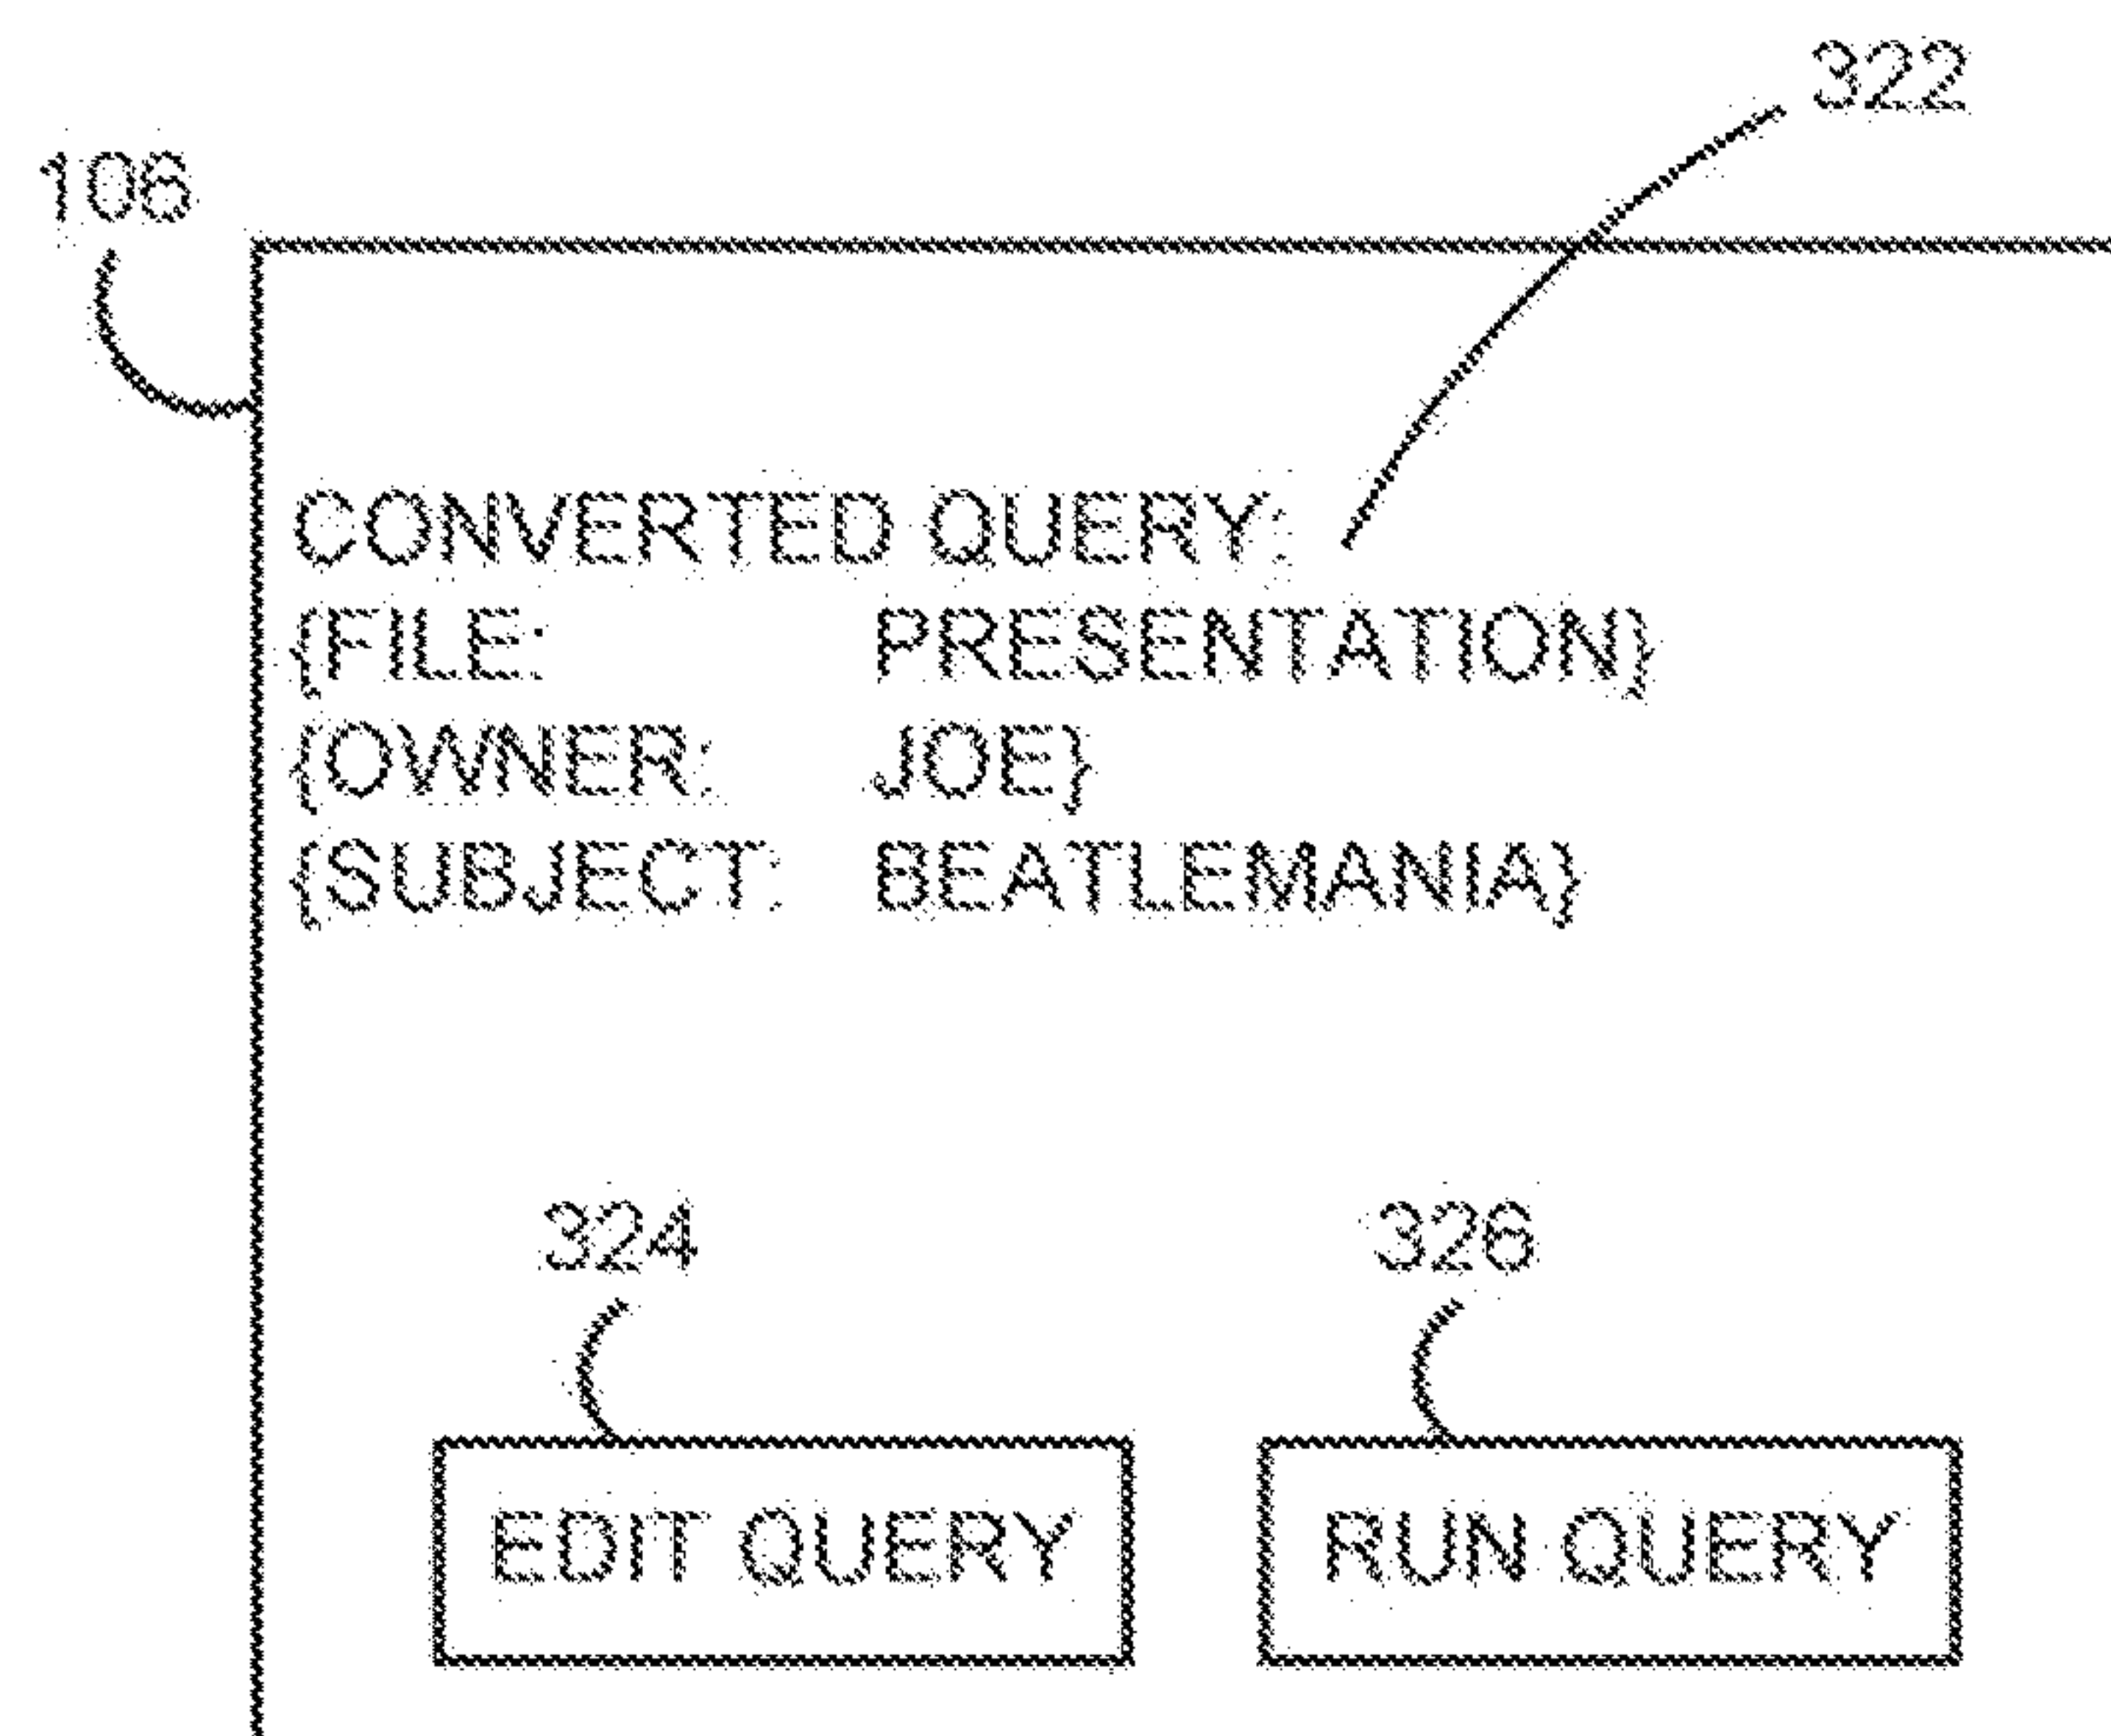 322
106
CONVERTED QUERY:
{FILE: PRESENTATION}
{OWNER: JOE}
{SUBJECT: BEATLEMANIA}
324 326
EDIT QUERY RUN QUERY